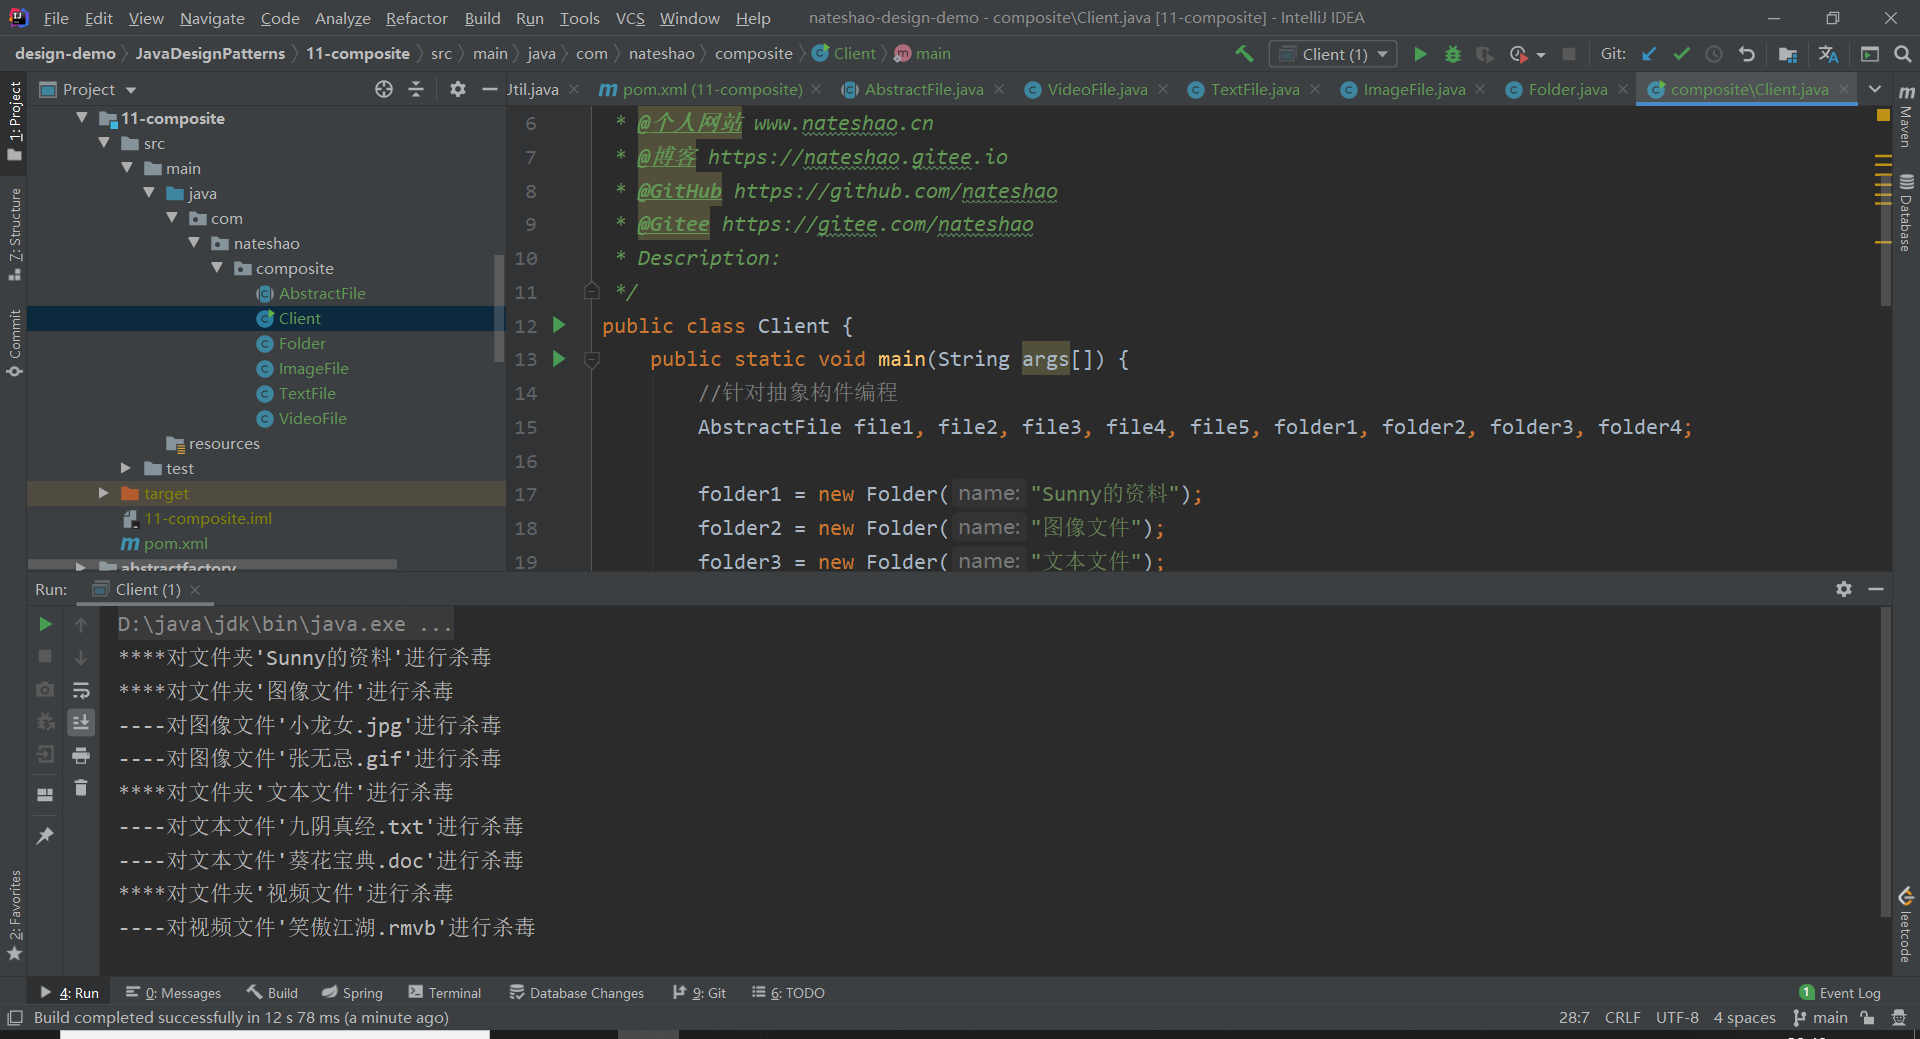 File Edit View Navigate Code Analyze Refactor Build Run Tools VCS Window Help nateshao-design-demo - composite\Client.java [11-composite] - IntelliJ IDEA
design-demo JavaDesignPatterns 11-composite src main java com nateshao composite Client main Client (1) Git:
1: Project
7: Structure
Commit
2: Favorites
Project
11-composite
src
main
java
com
nateshao
composite
AbstractFile
Client
Folder
ImageFile
TextFile
VideoFile
resources
test
target
11-composite.iml
pom.xml
abstractfactory
Util.java pom.xml (11-composite) AbstractFile.java VideoFile.java TextFile.java ImageFile.java Folder.java composite\Client.java
6 * @个人网站 www.nateshao.cn
7 * @博客 https://nateshao.gitee.io
8 * @GitHub https://github.com/nateshao
9 * @Gitee https://gitee.com/nateshao
10 * Description:
11 */
12 public class Client {
13 public static void main(String args[]) {
14 //针对抽象构件编程
15 AbstractFile file1, file2, file3, file4, file5, folder1, folder2, folder3, folder4;
16
17 folder1 = new Folder( name: "Sunny的资料");
18 folder2 = new Folder( name: "图像文件");
19 folder3 = new Folder( name: "文本文件");
Maven
Database
leetcode
Run: Client (1)
D:\java\jdk\bin\java.exe ...
****对文件夹'Sunny的资料'进行杀毒
****对文件夹'图像文件'进行杀毒
----对图像文件'小龙女.jpg'进行杀毒
----对图像文件'张无忌.gif'进行杀毒
****对文件夹'文本文件'进行杀毒
----对文本文件'九阴真经.txt'进行杀毒
----对文本文件'葵花宝典.doc'进行杀毒
****对文件夹'视频文件'进行杀毒
----对视频文件'笑傲江湖.rmvb'进行杀毒
4: Run 0: Messages Build Spring Terminal Database Changes 9: Git 6: TODO 1 Event Log
Build completed successfully in 12 s 78 ms (a minute ago) 28:7 CRLF UTF-8 4 spaces main